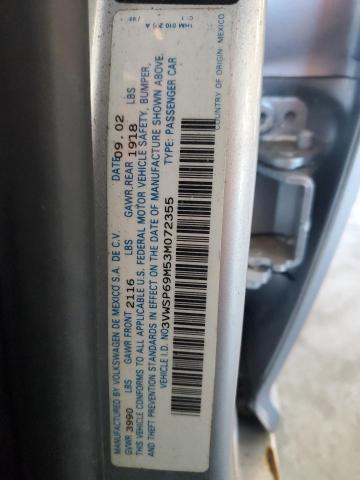 MANUFACTURED BY VOLKSWAGEN DE MEXICO S.A. DE C.V. DATE 09.02
GVWR 3990 LBS GAWR FRONT 2116 LBS GAWR.REAR 1918 LBS
THIS VEHICLE CONFORMS TO ALL APPLICABLE U.S. FEDERAL MOTOR VEHICLE SAFETY, BUMPER,
AND THEFT PREVENTION STANDARDS IN EFFECT ON THE DATE OF MANUFACTURE SHOWN ABOVE.
VEHICLE I.D. NO. 3VWSP69M53M072355 TYPE: PASSENGER CAR
COUNTRY OF ORIGIN: MEXICO